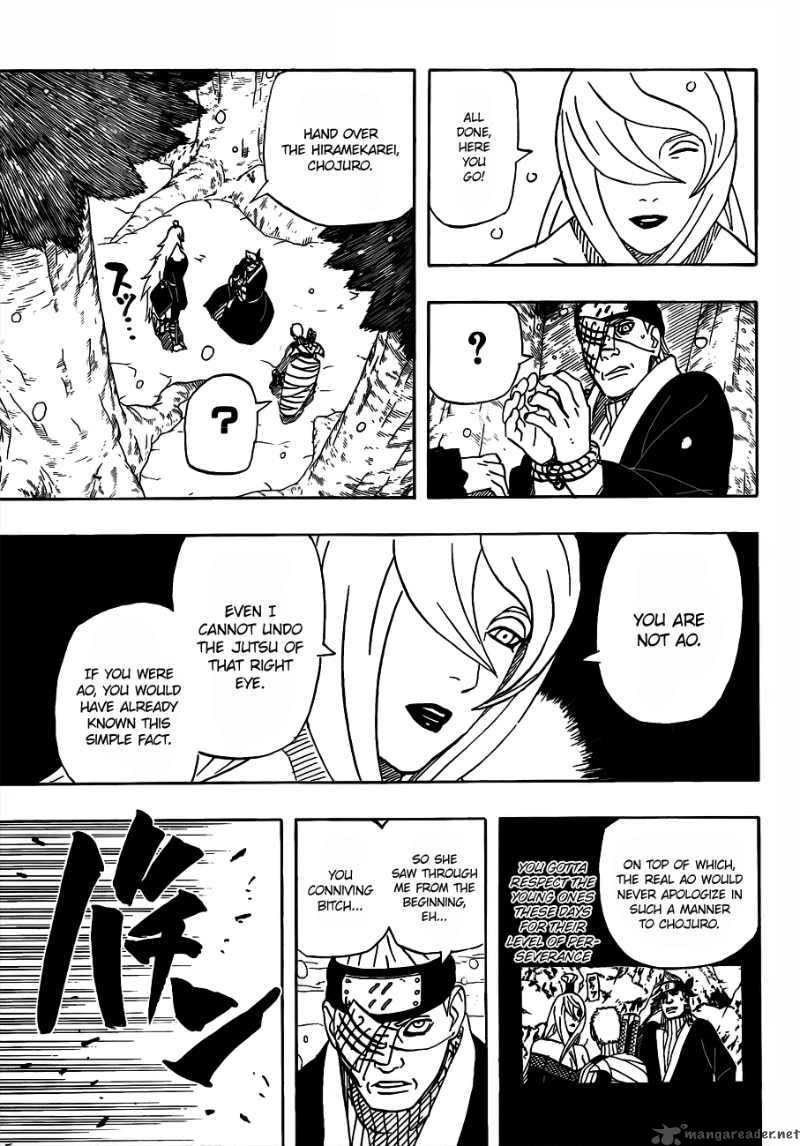 ALL
DONE,
HERE
YOU
GO!
HAND OVER
THE HIRAMEKAREI,
CHOJURO.
スッ…
?
?
YOU ARE
NOT AO.
EVEN I
CANNOT UNDO
THE JUTSU OF
THAT RIGHT
EYE.
IF YOU WERE
AO, YOU WOULD
HAVE ALREADY
KNOWN THIS
SIMPLE FACT.
ON TOP OF WHICH,
THE REAL AO WOULD
NEVER APOLOGIZE IN
SUCH A MANNER
TO CHOJURO.
YOU GOTTA
RESPECT THE
YOUNG ONES
THESE DAYS
FOR THEIR
LEVEL OF PER-
SEVERANCE
SO SHE
SAW THROUGH
ME FROM THE
BEGINNING,
EH...
YOU
CONNIVING
BITCH...
バチン
mangareader.net